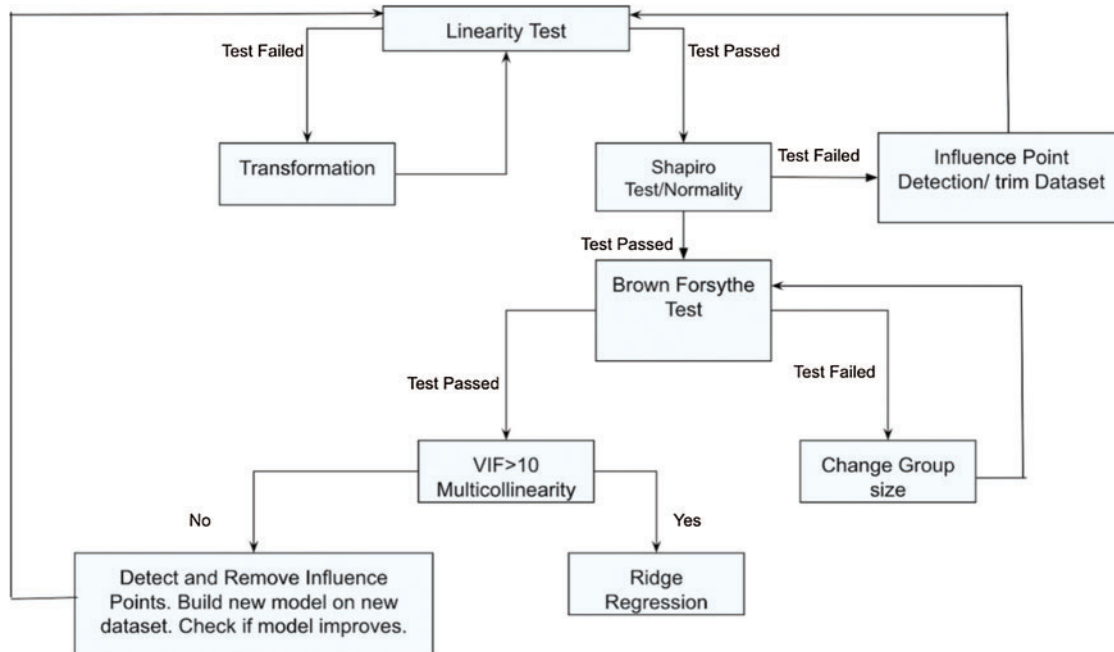 Linearity Test
Test Failed
Test Passed
Transformation
Shapiro
Test/Normality
Test Failed
Influence Point
Detection/ trim Dataset
Test Passed
Brown Forsythe
Test
Test Passed
Test Failed
VIF>10
Multicollinearity
Change Group
size
No
Yes
Detect and Remove Influence
Points. Build new model on new
dataset. Check if model improves.
Ridge
Regression